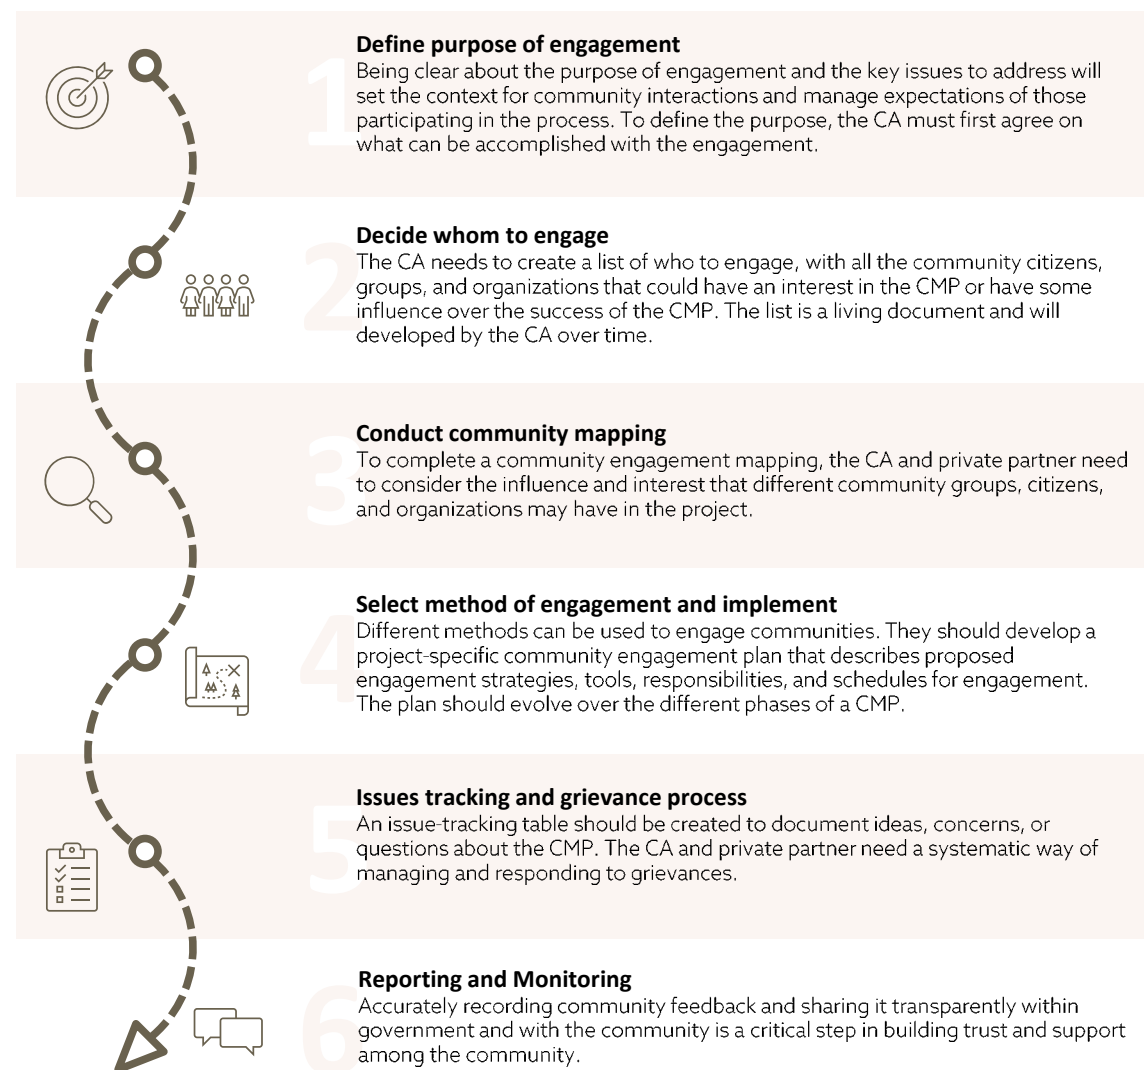 1
Define purpose of engagement
Being clear about the purpose of engagement and the key issues to address will
set the context for community interactions and manage expectations of those
participating in the process. To define the purpose, the CA must first agree on
what can be accomplished with the engagement.
2
Decide whom to engage
The CA needs to create a list of who to engage, with all the community citizens,
groups, and organizations that could have an interest in the CMP or have some
influence over the success of the CMP. The list is a living document and will
developed by the CA over time.
3
Conduct community mapping
To complete a community engagement mapping, the CA and private partner need
to consider the influence and interest that different community groups, citizens,
and organizations may have in the project.
4
Select method of engagement and implement
Different methods can be used to engage communities. They should develop a
project-specific community engagement plan that describes proposed
engagement strategies, tools, responsibilities, and schedules for engagement.
The plan should evolve over the different phases of a CMP.
5
Issues tracking and grievance process
An issue-tracking table should be created to document ideas, concerns, or
questions about the CMP. The CA and private partner need a systematic way of
managing and responding to grievances.
6
Reporting and Monitoring
Accurately recording community feedback and sharing it transparently within
government and with the community is a critical step in building trust and support
among the community.